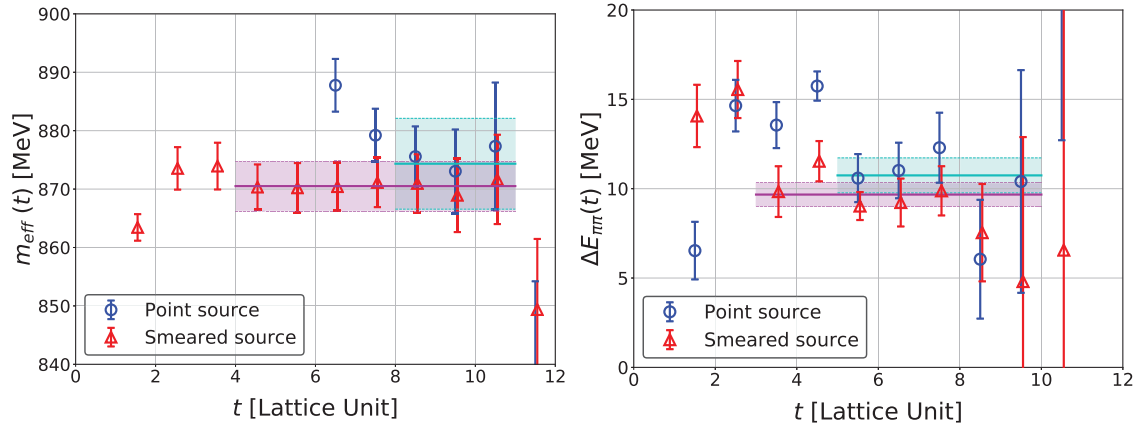 900
890
880
870
860
850
840
m_eff (t) [MeV]
Point source
Smeared source
0 2 4 6 8 10 12
t [Lattice Unit]
20
15
10
5
0
ΔE_ππ(t) [MeV]
Point source
Smeared source
0 2 4 6 8 10 12
t [Lattice Unit]